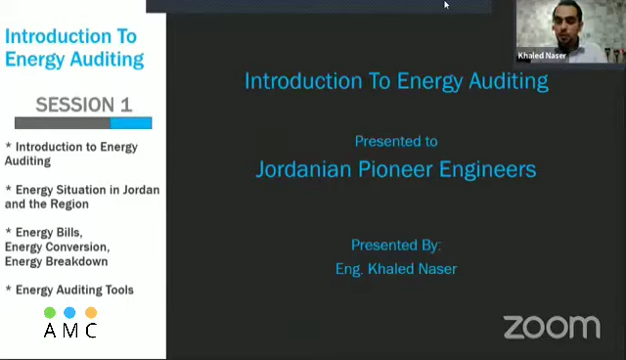 Introduction To
Energy Auditing
SESSION 1
* Introduction to Energy
Auditing
* Energy Situation in Jordan
and the Region
* Energy Bills,
Energy Conversion,
Energy Breakdown
* Energy Auditing Tools
AMC
Introduction To Energy Auditing
Presented to
Jordanian Pioneer Engineers
Presented By:
Eng. Khaled Naser
Khaled Naser
zoom